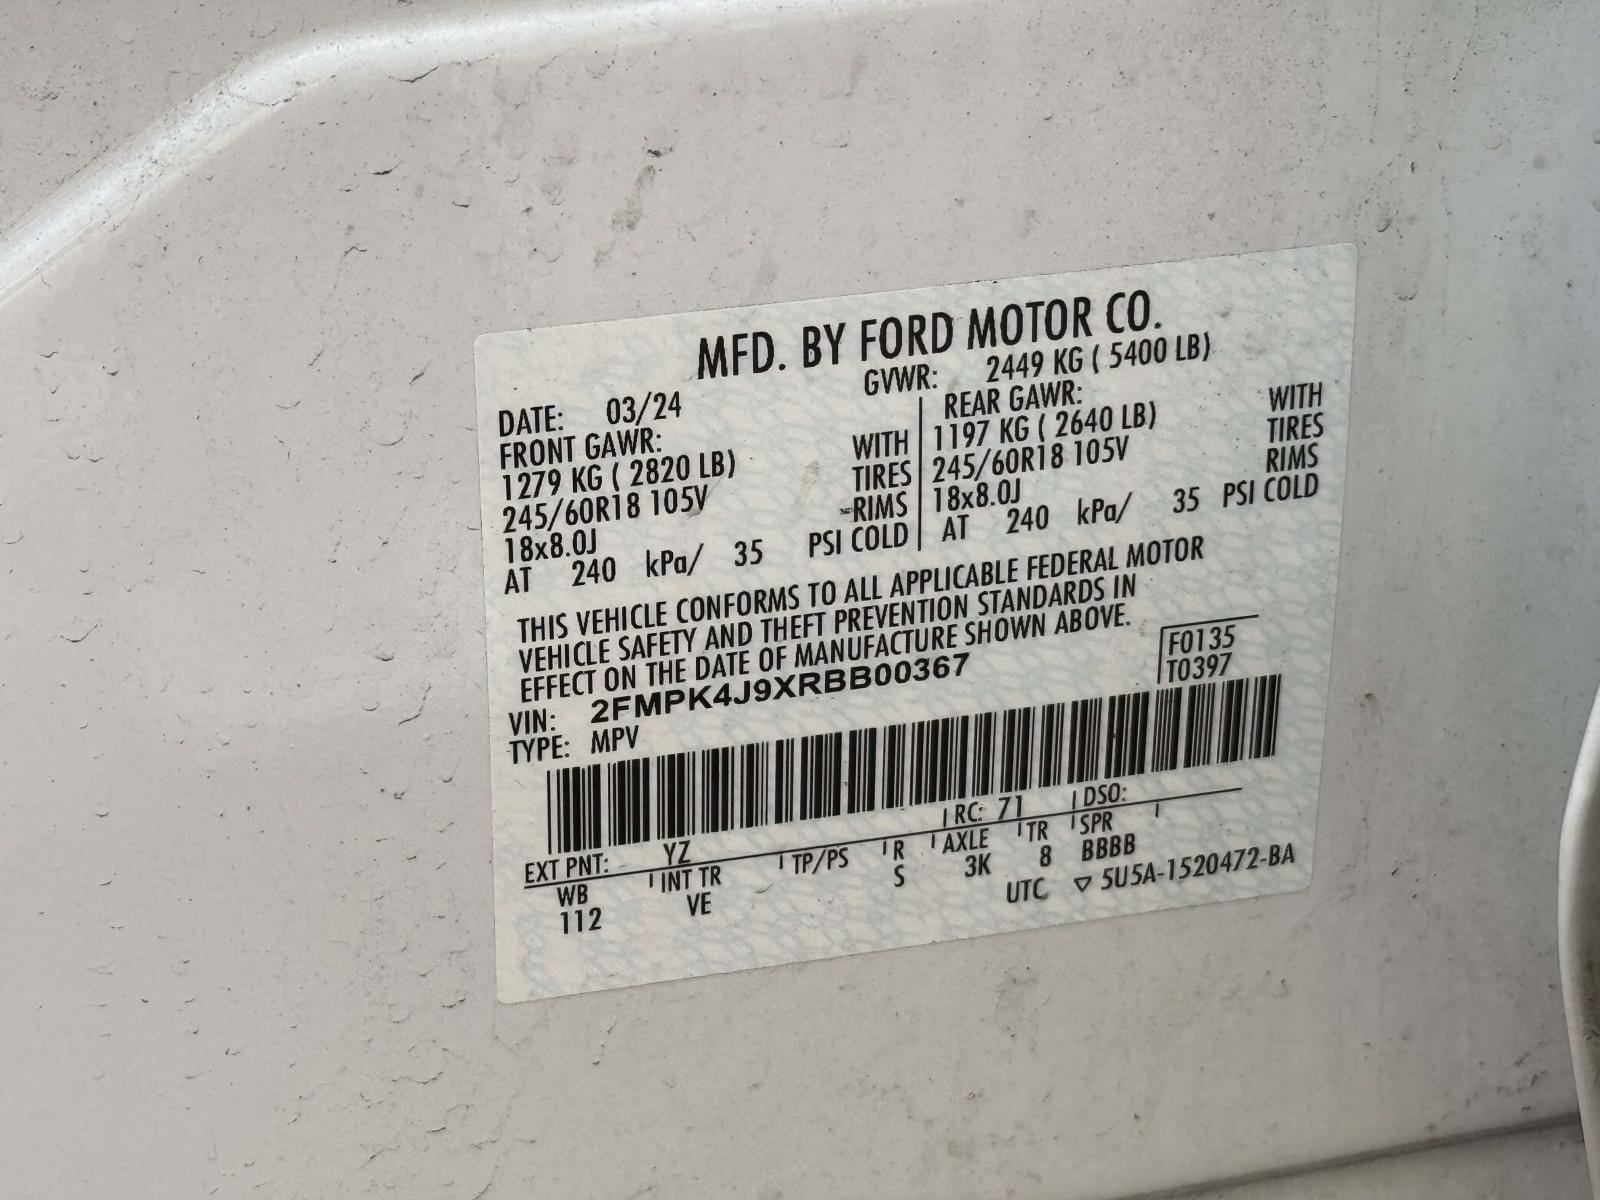 MFD. BY FORD MOTOR CO.
DATE: 03/24 GVWR: 2449 KG ( 5400 LB)
FRONT GAWR: REAR GAWR:
1279 KG ( 2820 LB) WITH 1197 KG ( 2640 LB) WITH
245/60R18 105V TIRES 245/60R18 105V TIRES
18x8.0J RIMS 18x8.0J RIMS
AT 240 kPa/ 35 PSI COLD AT 240 kPa/ 35 PSI COLD
THIS VEHICLE CONFORMS TO ALL APPLICABLE FEDERAL MOTOR
VEHICLE SAFETY AND THEFT PREVENTION STANDARDS IN
EFFECT ON THE DATE OF MANUFACTURE SHOWN ABOVE.
F0135
VIN: 2FMPK4J9XRBB00367 T0397
TYPE: MPV
EXT PNT: YZ RC: 71 DSO:
WB INT TR TP/PS R AXLE TR SPR
112 VE S 3K 8 BBBB
UTC ▽ 5U5A-1520472-BA